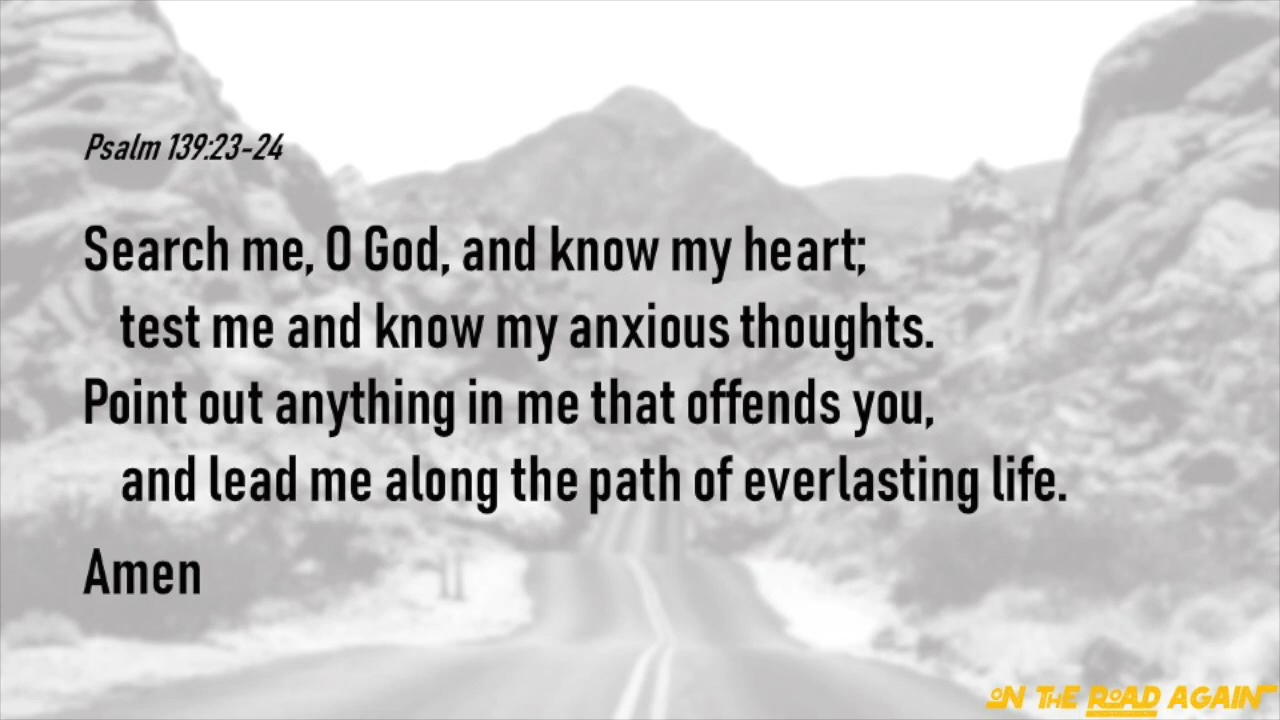 Psalm 139:23-24
Search me, O God, and know my heart;
test me and know my anxious thoughts.
Point out anything in me that offends you,
and lead me along the path of everlasting life.
Amen
ON THE ROAD AGAIN